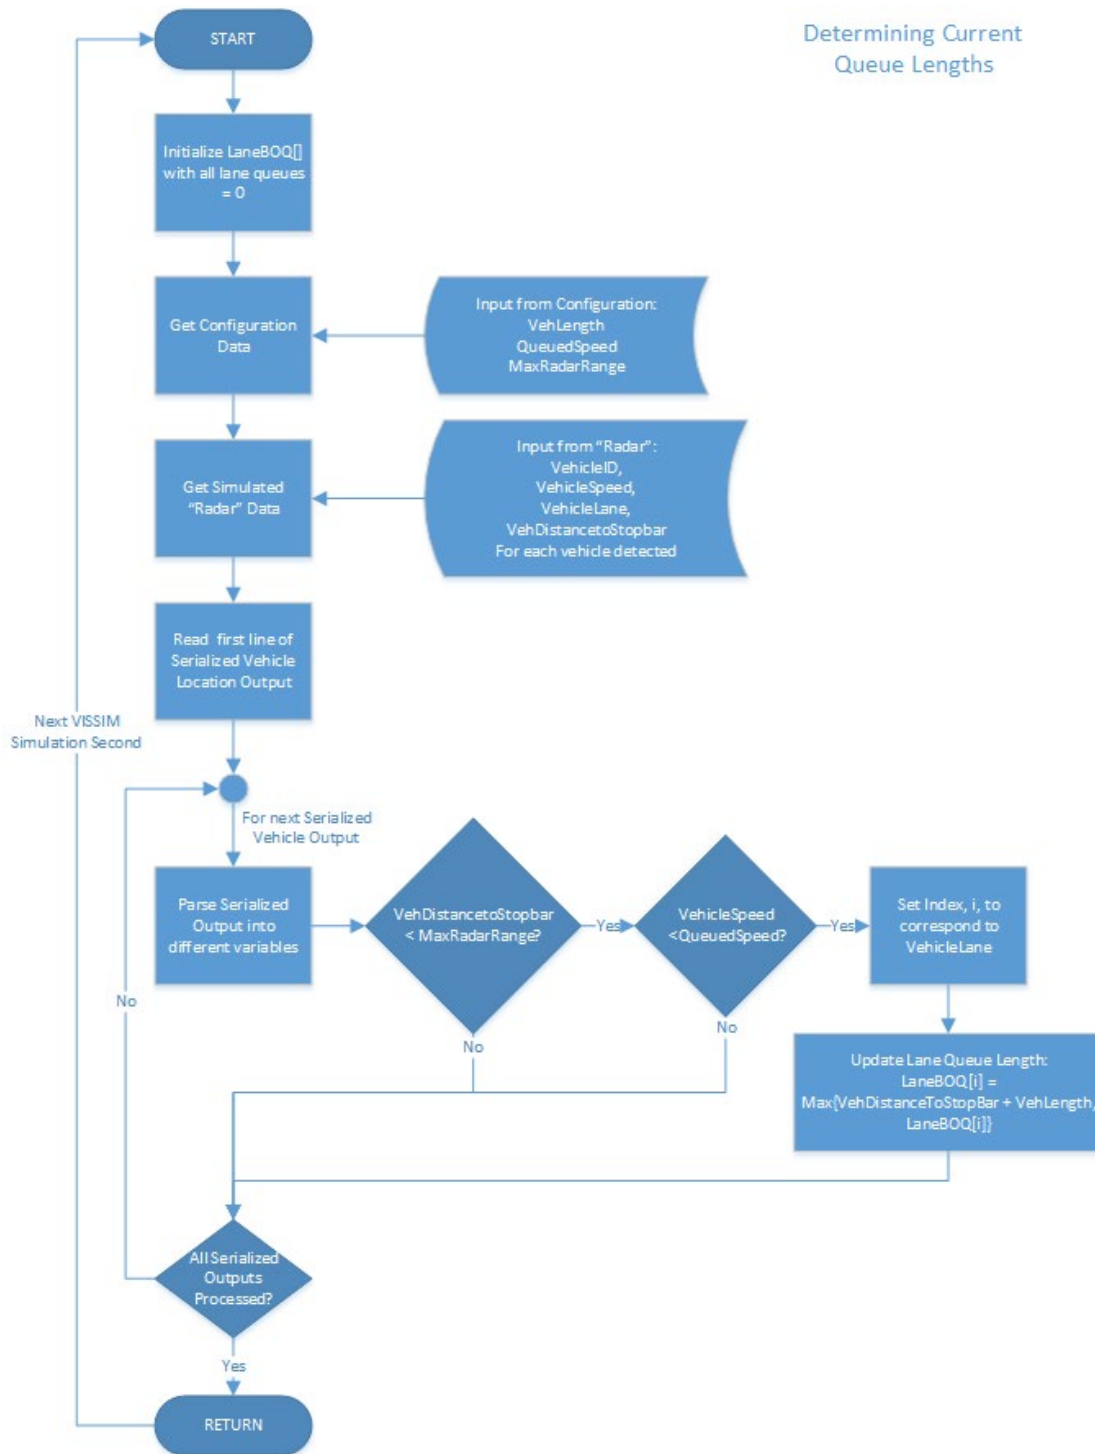 START
Determining Current
Queue Lengths
Initialize LaneBOQ[]
with all lane queues
= 0
Get Configuration
Data
Input from Configuration:
VehLength
QueuedSpeed
MaxRadarRange
Get Simulated
“Radar” Data
Input from “Radar”:
VehicleID,
VehicleSpeed,
VehicleLane,
VehDistancetoStopbar
For each vehicle detected
Read first line of
Serialized Vehicle
Location Output
Next VISSIM
Simulation Second
For next Serialized
Vehicle Output
Parse Serialized
Output into
different variables
VehDistancetoStopbar
< MaxRadarRange?
Yes
VehicleSpeed
<QueuedSpeed?
Yes
Set Index, i, to
correspond to
VehicleLane
No
No
No
Update Lane Queue Length:
LaneBOQ[i] =
Max{VehDistanceToStopBar + VehLength,
LaneBOQ[i]}
All Serialized
Outputs
Processed?
Yes
RETURN